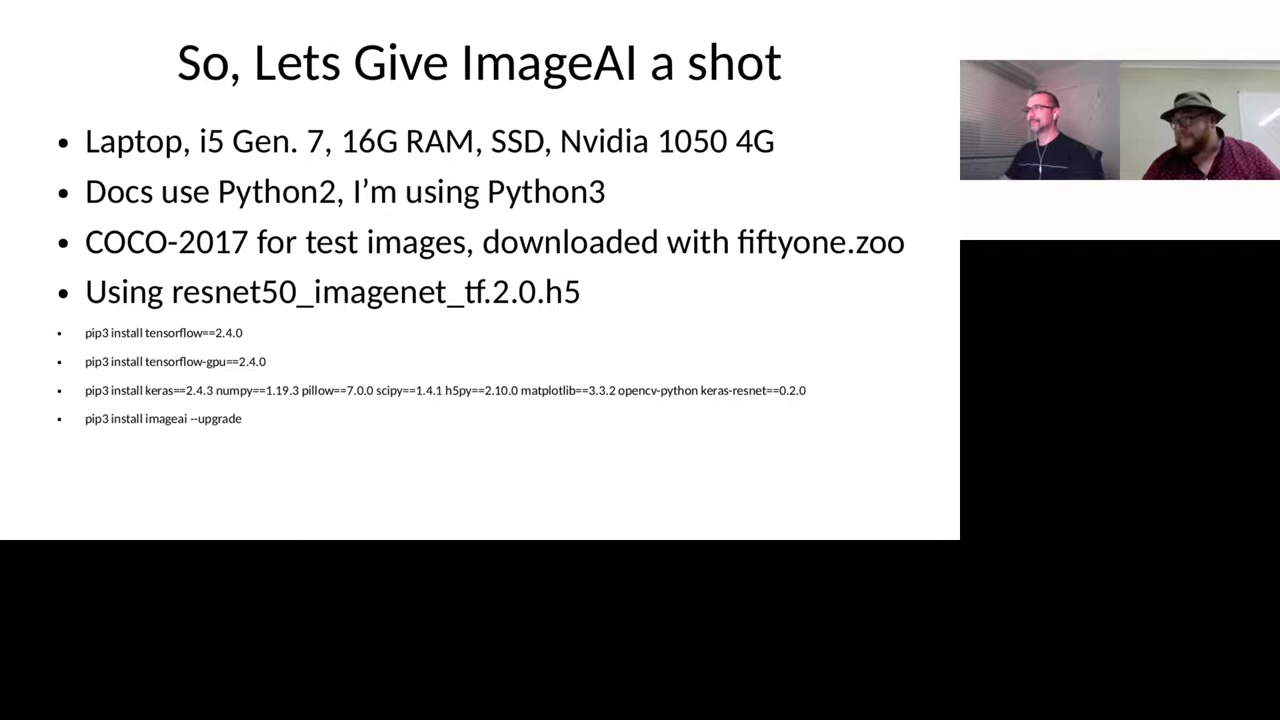 So, Lets Give ImageAI a shot
• Laptop, i5 Gen. 7, 16G RAM, SSD, Nvidia 1050 4G
• Docs use Python2, I’m using Python3
• COCO-2017 for test images, downloaded with fiftyone.zoo
• Using resnet50_imagenet_tf.2.0.h5
• pip3 install tensorflow==2.4.0
• pip3 install tensorflow-gpu==2.4.0
• pip3 install keras==2.4.3 numpy==1.19.3 pillow==7.0.0 scipy==1.4.1 h5py==2.10.0 matplotlib==3.3.2 opencv-python keras-resnet==0.2.0
• pip3 install imageai --upgrade